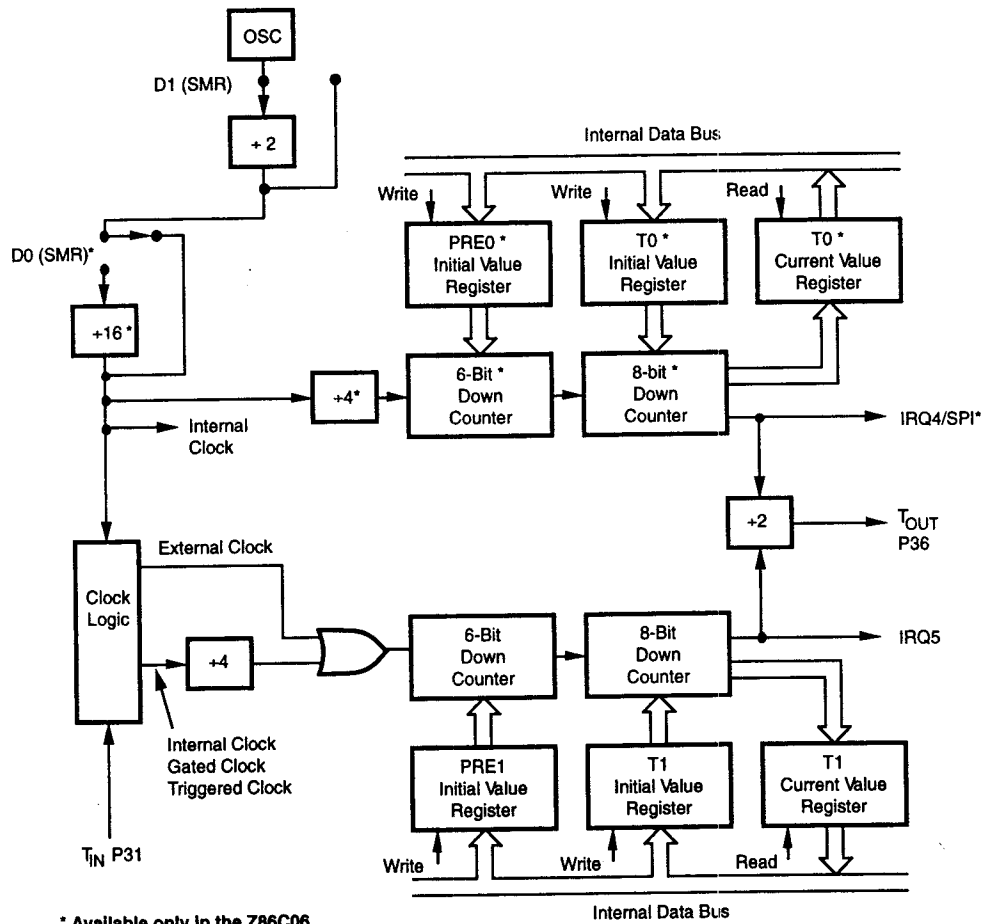 OSC
D1 (SMR)
+ 2
D0 (SMR)*
+16 *
Internal
Clock
+4*
Internal Data Bus
Write
Write
Read
PRE0 *
Initial Value
Register
T0 *
Initial Value
Register
T0 *
Current Value
Register
6-Bit *
Down
Counter
8-bit *
Down
Counter
IRQ4/SPI*
+2
TOUT
P36
External Clock
Clock
Logic
+4
6-Bit
Down
Counter
8-Bit
Down
Counter
IRQ5
Internal Clock
Gated Clock
Triggered Clock
PRE1
Initial Value
Register
T1
Initial Value
Register
T1
Current Value
Register
TIN P31
Write
Write
Read
Internal Data Bus
* Available only in the Z86C06